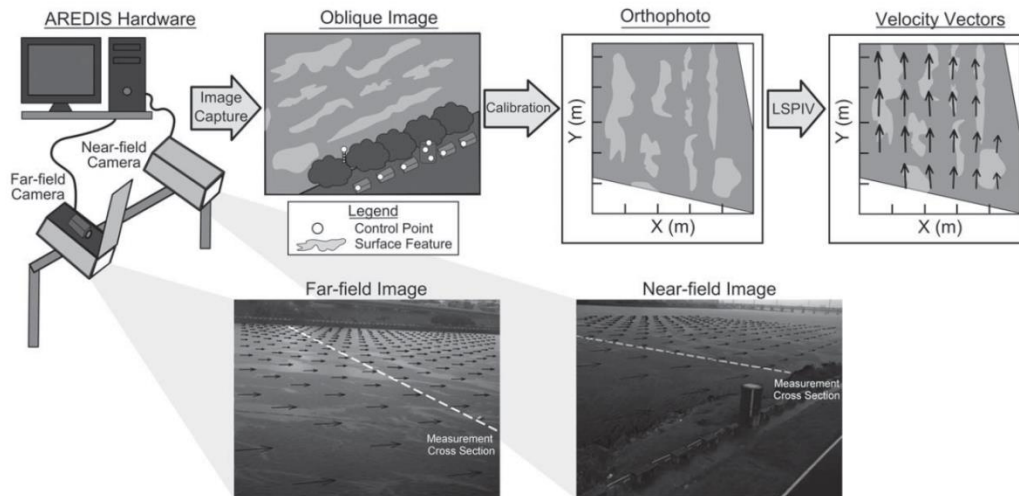 AREDIS Hardware
Oblique Image
Orthophoto
Velocity Vectors
Image
Capture
Calibration
LSPIV
Near-field
Camera
Far-field
Camera
Legend
Control Point
Surface Feature
Y (m)
X (m)
Y (m)
X (m)
Far-field Image
Near-field Image
Measurement
Cross Section
Measurement
Cross Section